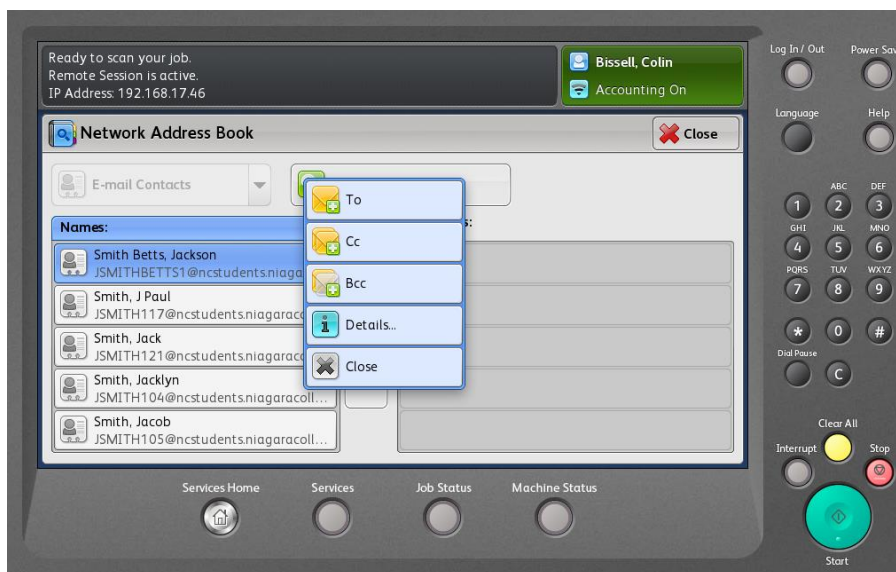 Ready to scan your job.
Remote Session is active.
IP Address: 192.168.17.46
Bissell, Colin
Accounting On
Network Address Book
Close
E-mail Contacts
Names:
s:
Smith Betts, Jackson
JSMITHBETTS1@ncstudents.niaga
Smith, J Paul
JSMITH117@ncstudents.niagarac
Smith, Jack
JSMITH121@ncstudents.niagarac
Smith, Jacklyn
JSMITH104@ncstudents.niagaracoll...
Smith, Jacob
JSMITH105@ncstudents.niagaracoll...
To
Cc
Bcc
Details...
Close
Services Home
Services
Job Status
Machine Status
Log In / Out
Power Sav
Language
Help
ABC
DEF
1
2
3
GHI
JKL
MNO
4
5
6
PQRS
TUV
WXYZ
7
8
9
*
0
#
Dial Pause
C
Clear All
Interrupt
Stop
Start